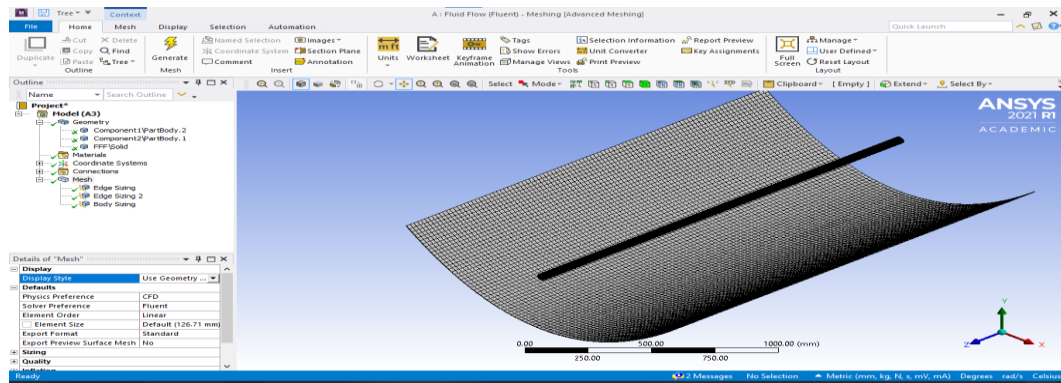 Tree
Context
A : Fluid Flow (Fluent) - Meshing [Advanced Meshing]
File Home Mesh Display Selection Automation
Quick Launch
Duplicate
Cut
Delete
Copy
Find
Paste
Tree
Outline
Generate
Mesh
Named Selection
Images
Coordinate System
Section Plane
Comment
Annotation
Insert
m ft
Units
Worksheet
Keyframe
Animation
Tags
Show Errors
Manage Views
Selection Information
Unit Converter
Print Preview
Report Preview
Key Assignments
Tools
Full
Screen
Manage
User Defined
Reset Layout
Layout
Outline
Name
Search Outline
Select
Mode
Clipboard
[ Empty ]
Extend
Select By
Project*
Model (A3)
Geometry
Component1\PartBody.2
Component2\PartBody.1
FFF\Solid
Materials
Coordinate Systems
Connections
Mesh
Edge Sizing
Edge Sizing 2
Body Sizing
ANSYS
2021 R1
ACADEMIC
Details of "Mesh"
Display
Display Style Use Geometry ...
Defaults
Physics Preference CFD
Solver Preference Fluent
Element Order Linear
Element Size Default (126.71 mm)
Export Format Standard
Export Preview Surface Mesh No
Sizing
Quality
Inflation
0.00 500.00 1000.00 (mm)
250.00 750.00
Y
Z
X
Ready
2 Messages
No Selection
Metric (mm, kg, N, s, mV, mA)
Degrees
rad/s
Celsius